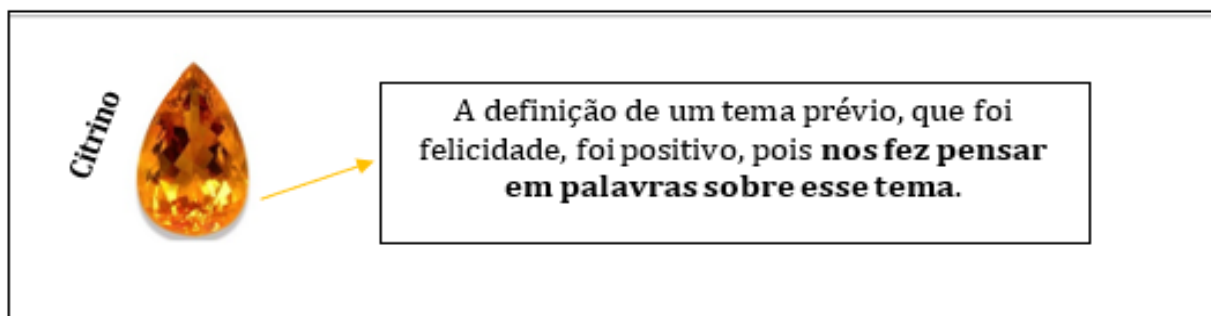 Citrino
A definição de um tema prévio, que foi
felicidade, foi positivo, pois nos fez pensar
em palavras sobre esse tema.